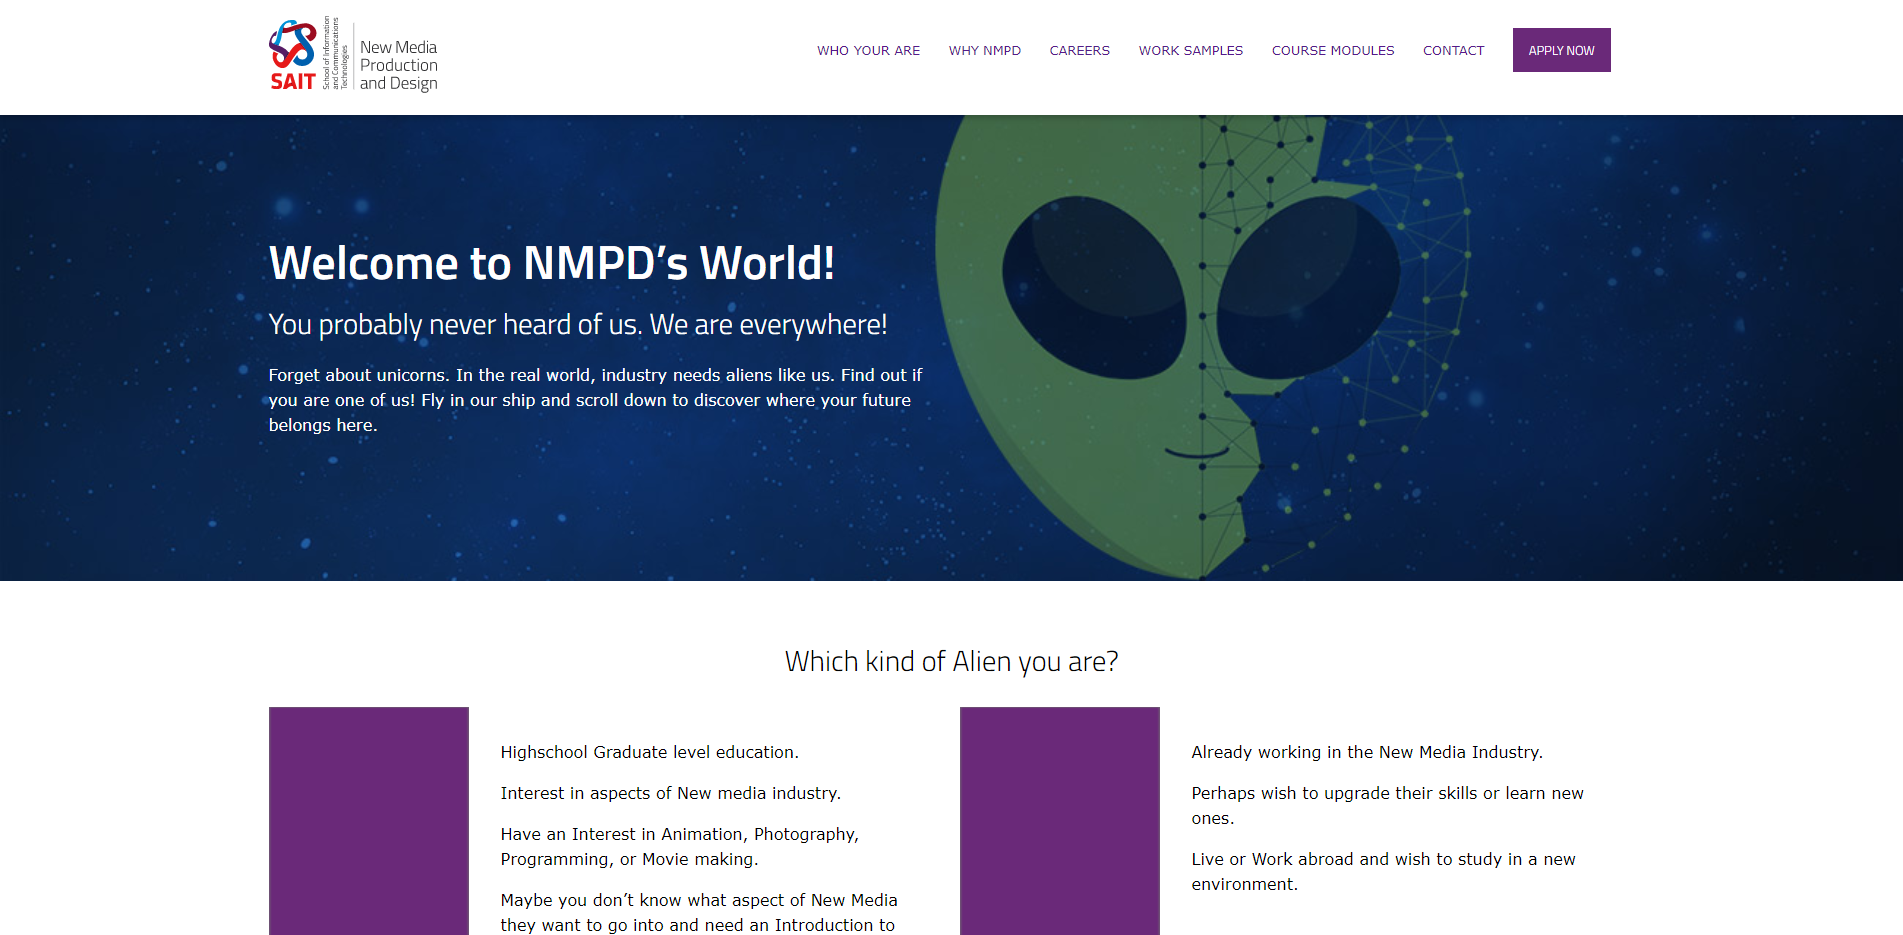 SAIT
School of Information
and Communications
Technologies
New Media
Production
and Design
WHO YOUR ARE
WHY NMPD
CAREERS
WORK SAMPLES
COURSE MODULES
CONTACT
APPLY NOW
Welcome to NMPD’s World!
You probably never heard of us. We are everywhere!
Forget about unicorns. In the real world, industry needs aliens like us. Find out if
you are one of us! Fly in our ship and scroll down to discover where your future
belongs here.
Which kind of Alien you are?
Highschool Graduate level education.
Interest in aspects of New media industry.
Have an Interest in Animation, Photography,
Programming, or Movie making.
Maybe you don’t know what aspect of New Media
they want to go into and need an Introduction to
Already working in the New Media Industry.
Perhaps wish to upgrade their skills or learn new
ones.
Live or Work abroad and wish to study in a new
environment.